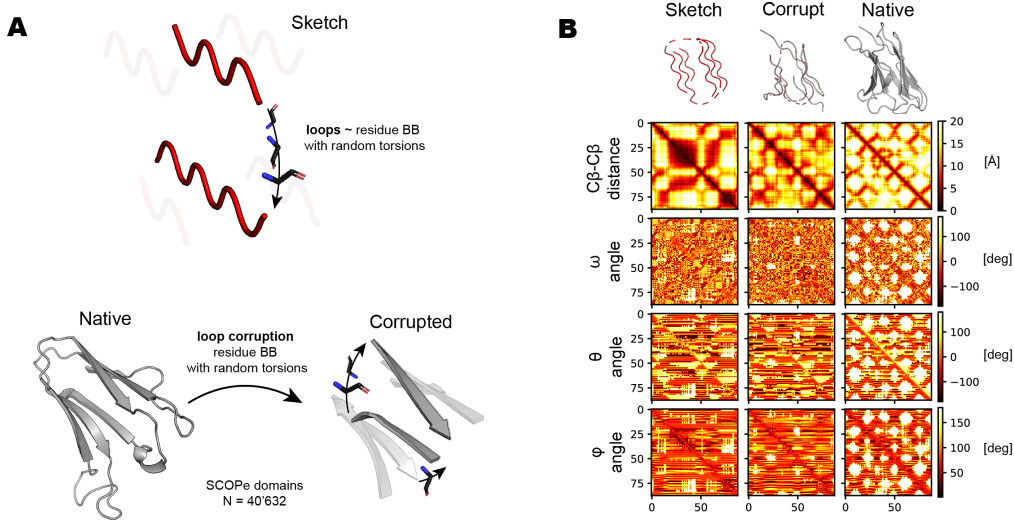 A
Sketch
loops ~ residue BB
with random torsions
Native
loop corruption
residue BB
with random torsions
Corrupted
SCOPe domains
N = 40'632
B
Sketch Corrupt Native
Cβ-Cβ
distance
0
25
50
75
20
15
10
5
0
[Å]
ω
angle
0
25
50
75
100
0
−100
[deg]
θ
angle
0
25
50
75
100
0
−100
[deg]
φ
angle
0
25
50
75
150
100
50
[deg]
0 50 0 50 0 50